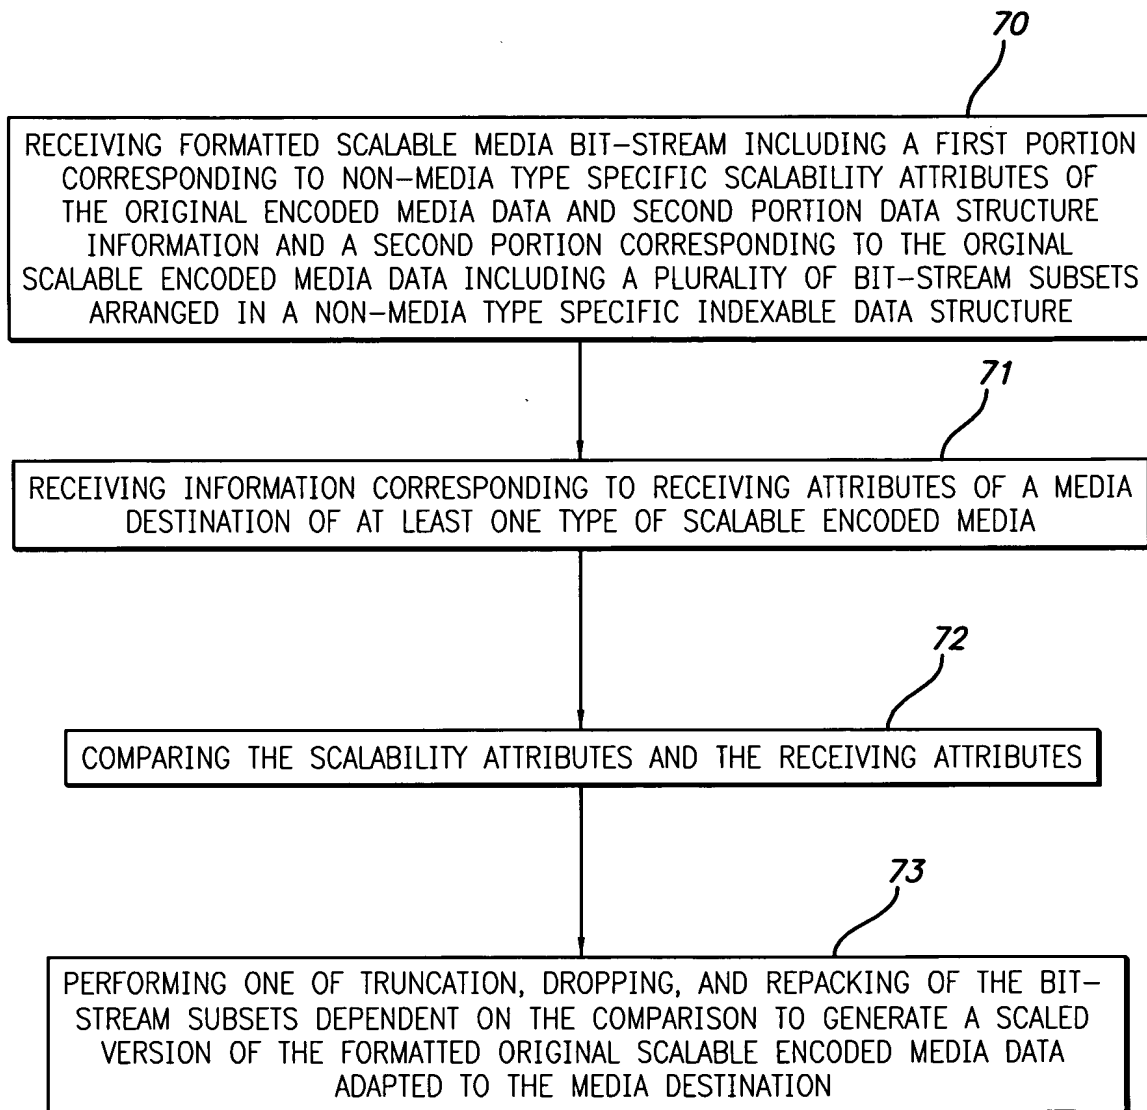 70
RECEIVING FORMATTED SCALABLE MEDIA BIT-STREAM INCLUDING A FIRST PORTION
CORRESPONDING TO NON-MEDIA TYPE SPECIFIC SCALABILITY ATTRIBUTES OF
THE ORIGINAL ENCODED MEDIA DATA AND SECOND PORTION DATA STRUCTURE
INFORMATION AND A SECOND PORTION CORRESPONDING TO THE ORGINAL
SCALABLE ENCODED MEDIA DATA INCLUDING A PLURALITY OF BIT-STREAM SUBSETS
ARRANGED IN A NON-MEDIA TYPE SPECIFIC INDEXABLE DATA STRUCTURE
71
RECEIVING INFORMATION CORRESPONDING TO RECEIVING ATTRIBUTES OF A MEDIA
DESTINATION OF AT LEAST ONE TYPE OF SCALABLE ENCODED MEDIA
72
COMPARING THE SCALABILITY ATTRIBUTES AND THE RECEIVING ATTRIBUTES
73
PERFORMING ONE OF TRUNCATION, DROPPING, AND REPACKING OF THE BIT-
STREAM SUBSETS DEPENDENT ON THE COMPARISON TO GENERATE A SCALED
VERSION OF THE FORMATTED ORIGINAL SCALABLE ENCODED MEDIA DATA
ADAPTED TO THE MEDIA DESTINATION